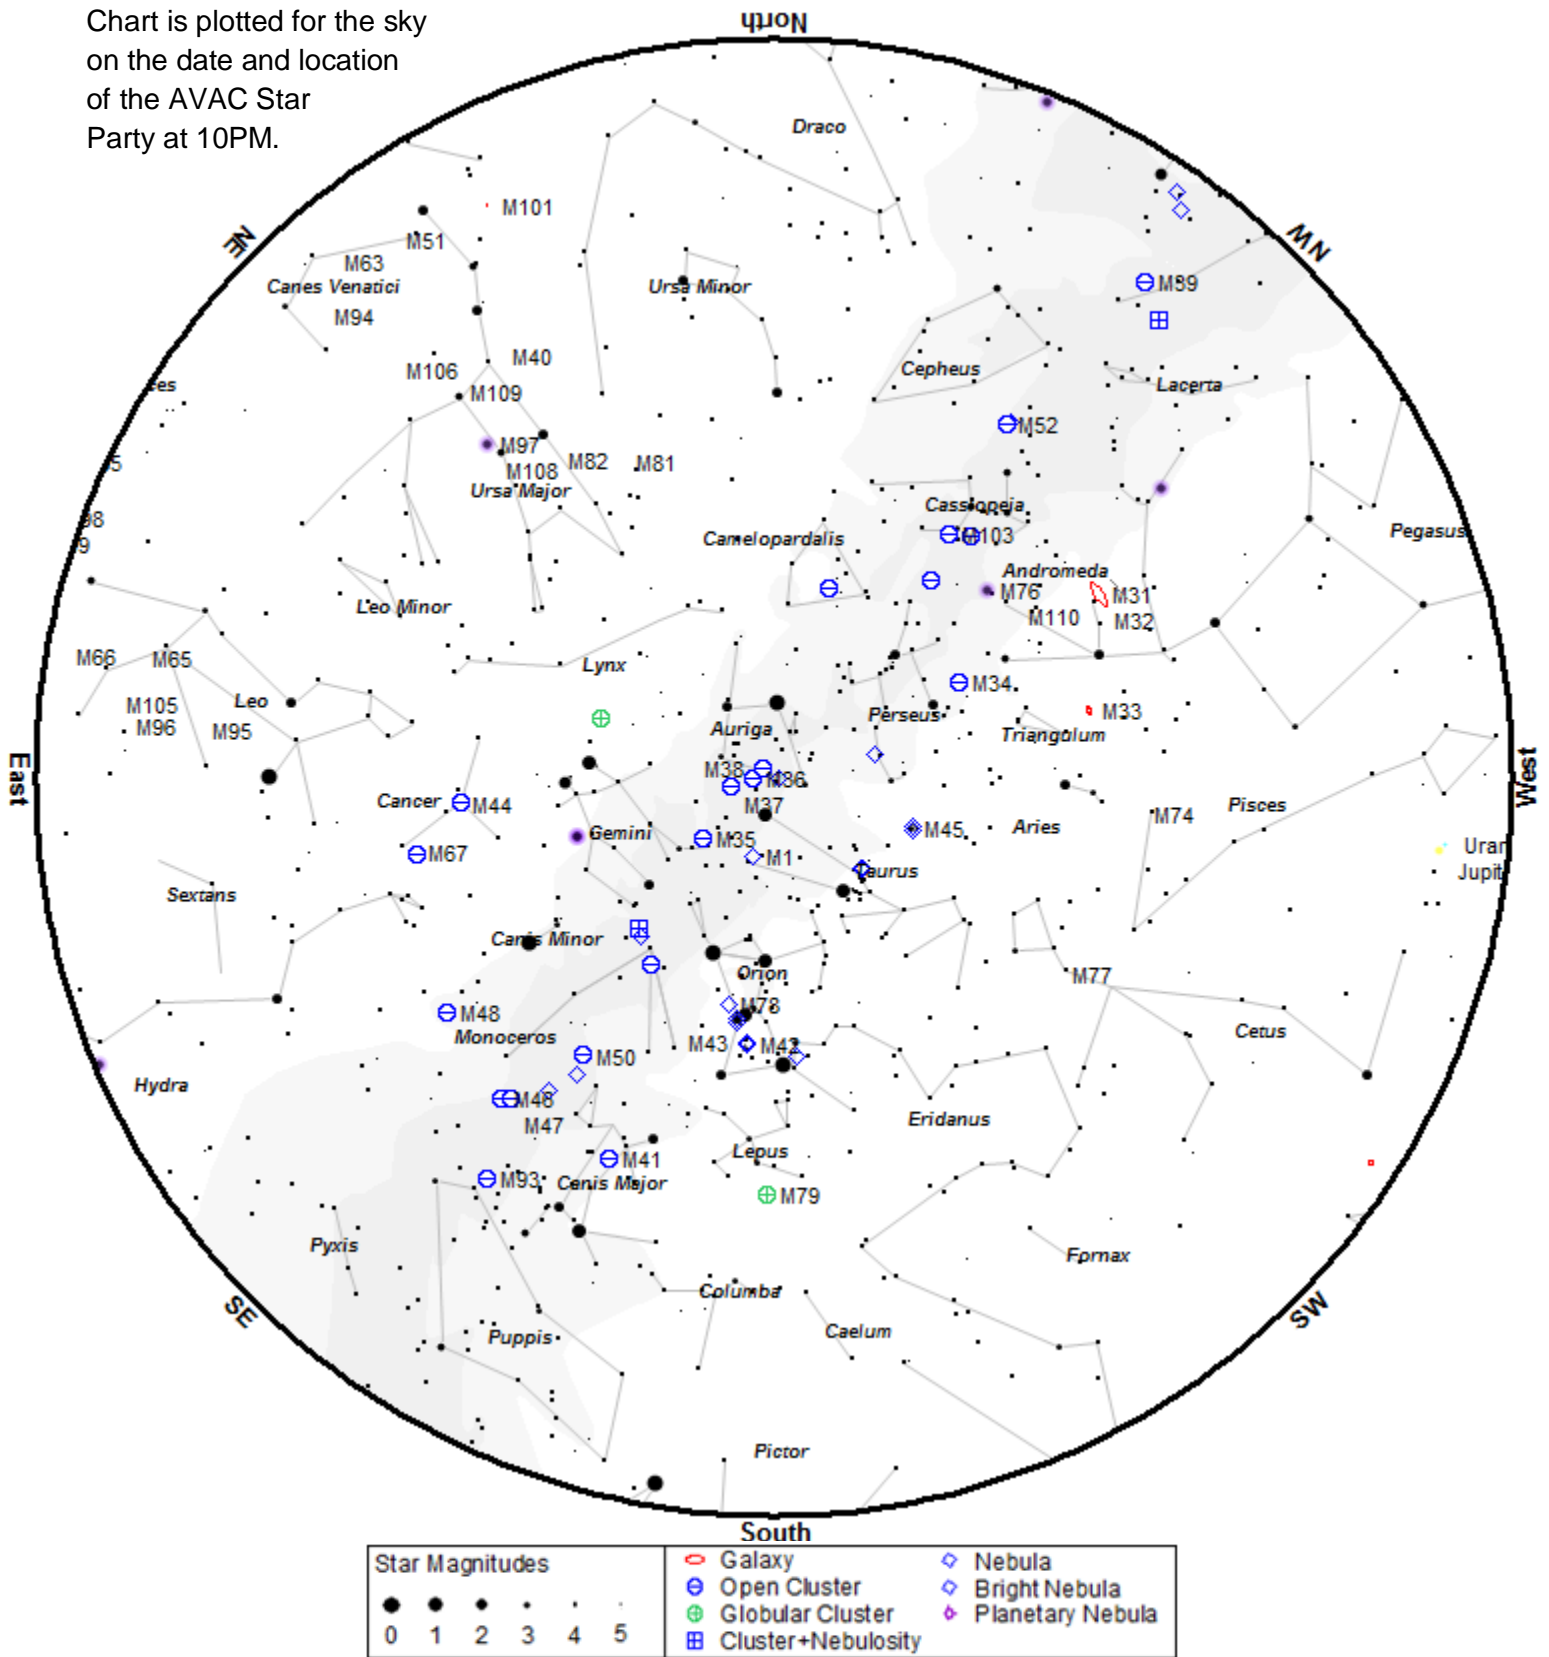 Chart is plotted for the sky
on the date and location
of the AVAC Star
Party at 10PM.
North
Draco
M101
NE
M51
NW
M63
Canes Venatici
Ursa Minor
M39
M94
M40
Cepheus
M106
Lacerta
M109
M52
M97
M82
M81
M108
Ursa Major
Cassiopeia
Pegasus
Camelopardalis
M103
Andromeda
M76
M31
Leo Minor
M110
M32
M66
M65
Lynx
M34
Leo
M105
Perseus
M33
M96
M95
Auriga
Triangulum
East
West
M38
M36
Cancer
M44
M37
Pisces
M74
Gemini
M35
M45
Aries
M67
M1
Urar
Taurus
Jupit
Sextans
Canis Minor
Orion
M77
M78
M48
Monoceros
Cetus
M43
M42
M50
Hydra
M46
Eridanus
M47
Lepus
M41
M93
Canis Major
M79
Pyxis
Fornax
Columba
SE
SW
Caelum
Puppis
Pictor
South
Star Magnitudes
0 1 2 3 4 5
Galaxy
Open Cluster
Globular Cluster
Cluster+Nebulosity
Nebula
Bright Nebula
Planetary Nebula